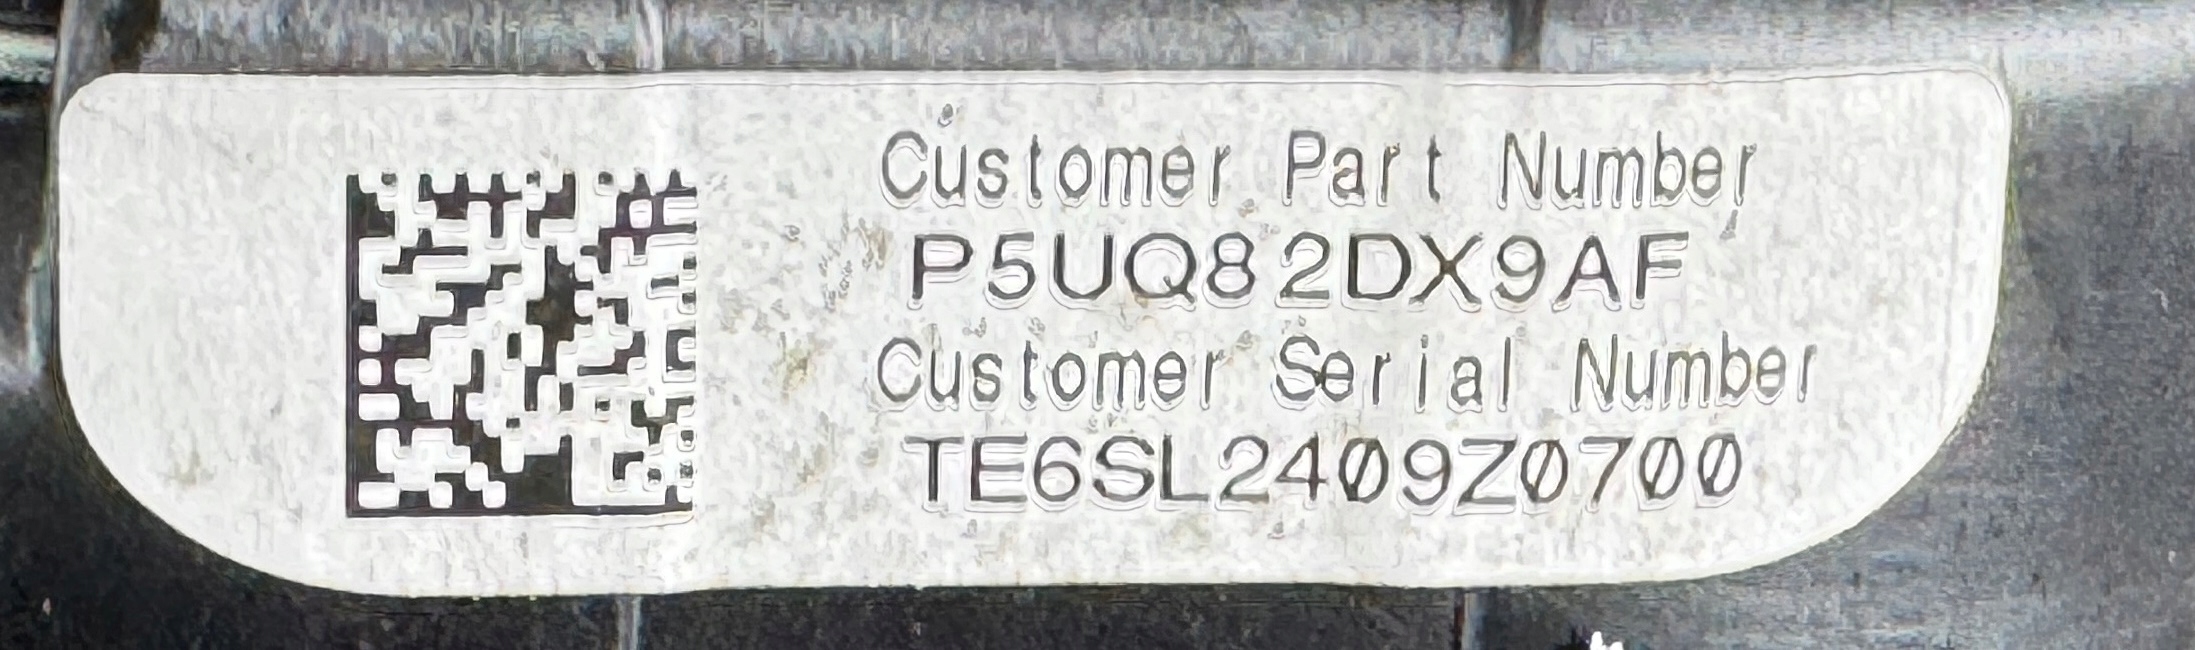 Customer Part Number
P5UQ82DX9AF
Customer Serial Number
TE6SL2409Z0700